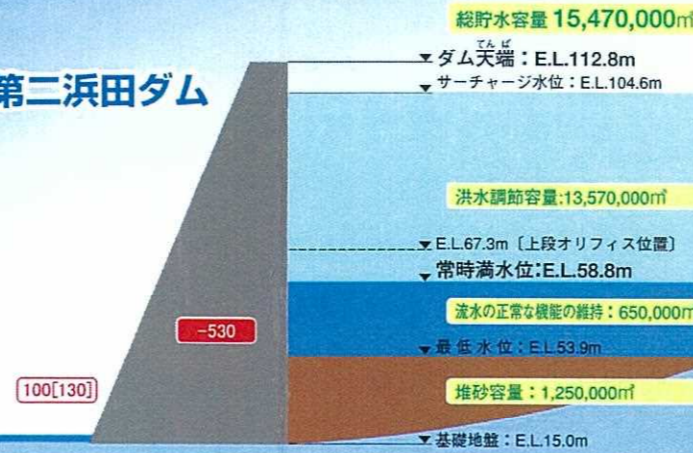 総貯水容量 15,470,000㎥
てんば
ダム天端：E.L.112.8m
サーチャージ水位：E.L.104.6m
第二浜田ダム
洪水調節容量:13,570,000㎥
E.L.67.3m〔上段オリフィス位置〕
常時満水位:E.L.58.8m
流水の正常な機能の維持：650,000㎥
-530
最低水位：E.L.53.9m
100[130]
堆砂容量：1,250,000㎥
基礎地盤：E.L.15.0m